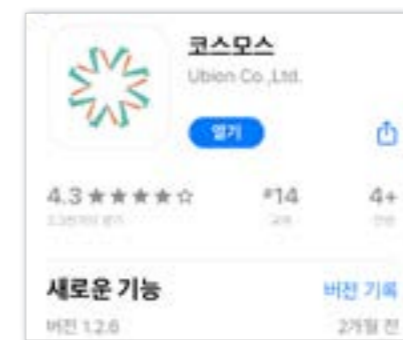 코스모스
Ubion Co.,Ltd.
열기
4.3 ★★★★☆ #14 4+
새로운 기능 버전 기록
버전 1.2.6 2개월 전